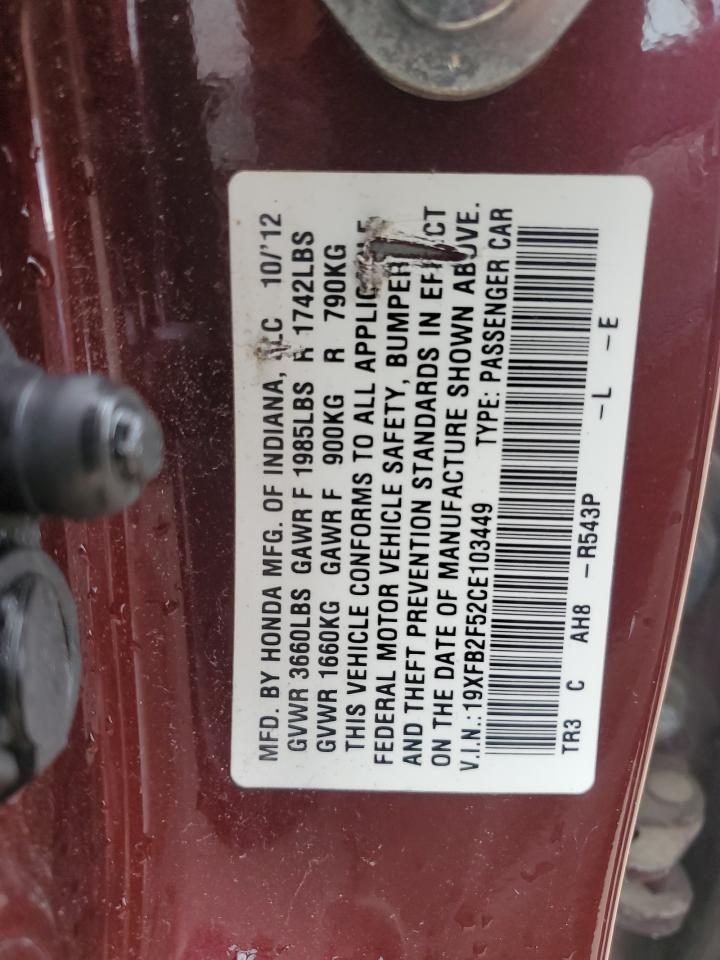 MFD. BY HONDA MFG. OF INDIANA, LLC 10/'12
GVWR 3660LBS GAWR F 1985LBS R 1742LBS
GVWR 1660KG GAWR F 900KG R 790KG
THIS VEHICLE CONFORMS TO ALL APPLICABLE
FEDERAL MOTOR VEHICLE SAFETY, BUMPER
AND THEFT PREVENTION STANDARDS IN EFFECT
ON THE DATE OF MANUFACTURE SHOWN ABOVE.
V.I.N.: 19XFB2F52CE103449 TYPE: PASSENGER CAR
TR3 C AH8 -R543P -L -E